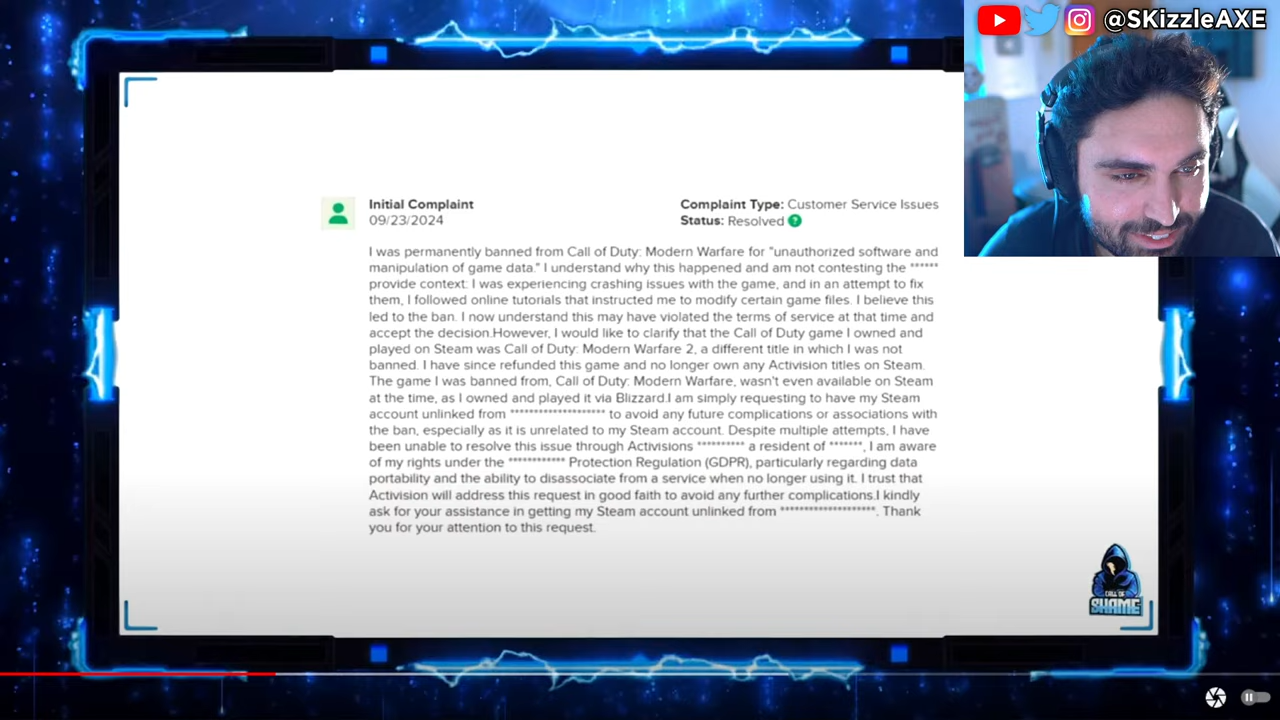 @SKizzleAXE
Initial Complaint
09/23/2024
Complaint Type: Customer Service Issues
Status: Resolved ?
I was permanently banned from Call of Duty: Modern Warfare for "unauthorized software and
manipulation of game data." I understand why this happened and am not contesting the ******
provide context: I was experiencing crashing issues with the game, and in an attempt to fix
them, I followed online tutorials that instructed me to modify certain game files. I believe this
led to the ban. I now understand this may have violated the terms of service at that time and
accept the decision.However, I would like to clarify that the Call of Duty game I owned and
played on Steam was Call of Duty: Modern Warfare 2, a different title in which I was not
banned. I have since refunded this game and no longer own any Activision titles on Steam.
The game I was banned from, Call of Duty: Modern Warfare, wasn't even available on Steam
at the time, as I owned and played it via Blizzard.I am simply requesting to have my Steam
account unlinked from ******************** to avoid any future complications or associations with
the ban, especially as it is unrelated to my Steam account. Despite multiple attempts, I have
been unable to resolve this issue through Activisions ********** a resident of *******, I am aware
of my rights under the ************ Protection Regulation (GDPR), particularly regarding data
portability and the ability to disassociate from a service when no longer using it. I trust that
Activision will address this request in good faith to avoid any further complications.I kindly
ask for your assistance in getting my Steam account unlinked from ********************. Thank
you for your attention to this request.
CALL OF
SHAME